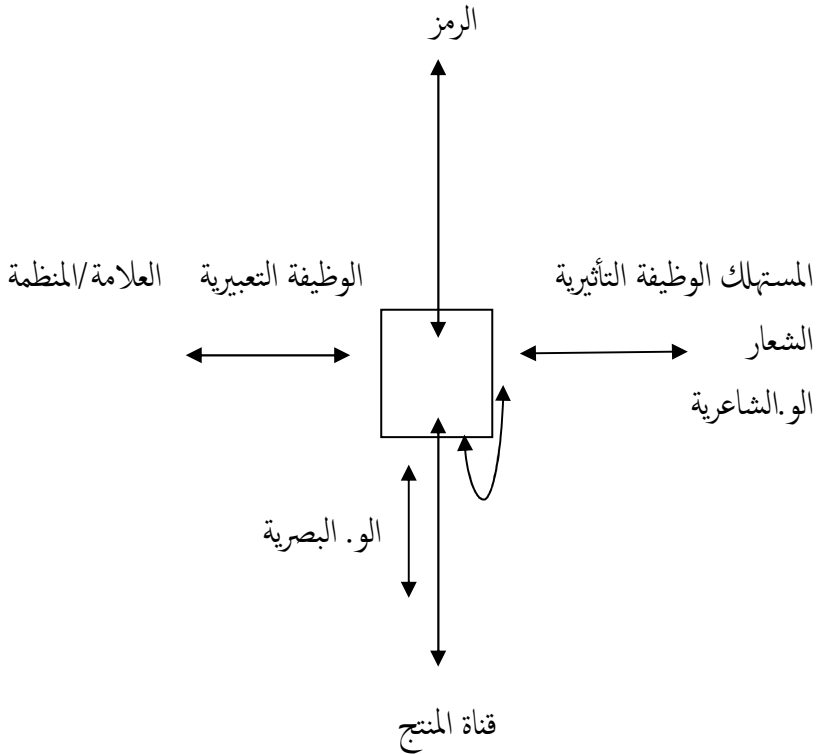 الرمز
المستهلك الوظيفة التأثيرية الوظيفة التعبيرية العلامة/المنظمة
الشعار
الو.الشاعرية
الو. البصرية
قناة المنتج